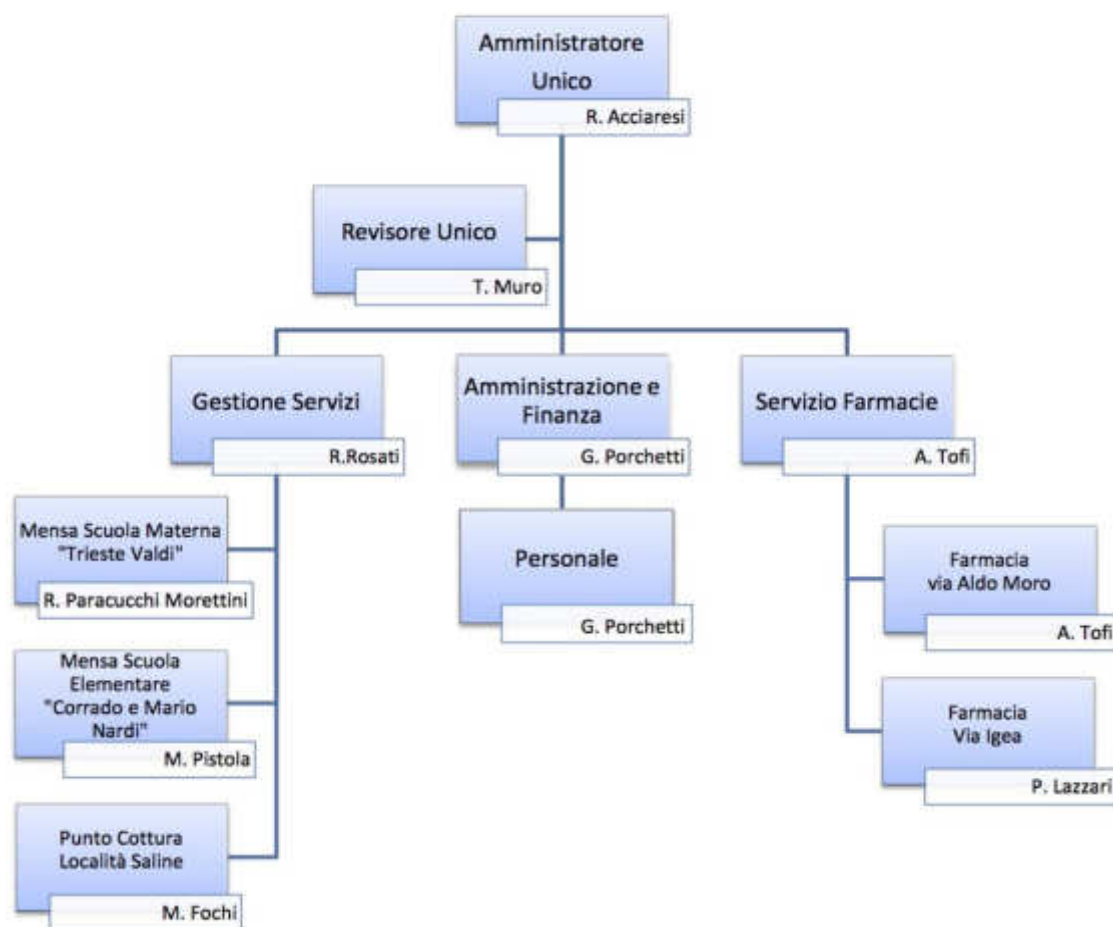 Amministratore
Unico
R. Acciaresi
Revisore Unico
T. Muro
Gestione Servizi
R.Rosati
Amministrazione e
Finanza
G. Porchetti
Servizio Farmacie
A. Tofi
Mensa Scuola Materna
"Trieste Valdi"
R. Paracucchi Morettini
Mensa Scuola
Elementare
"Corrado e Mario
Nardi"
M. Pistola
Punto Cottura
Località Saline
M. Fochi
Personale
G. Porchetti
Farmacia
via Aldo Moro
A. Tofi
Farmacia
Via Igea
P. Lazzari